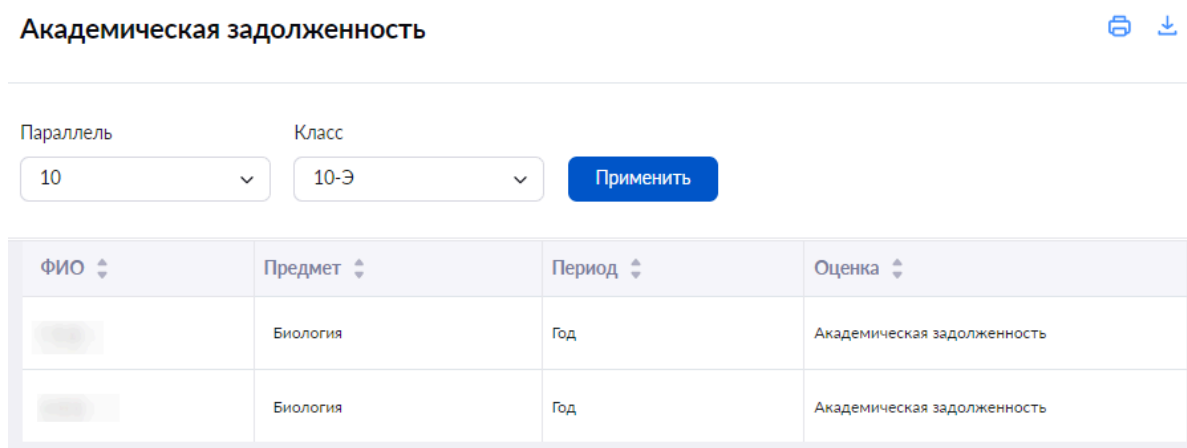 Академическая задолженность
Параллель Класс
10 10-Э Применить
ФИО Предмет Период Оценка
Биология Год Академическая задолженность
Биология Год Академическая задолженность